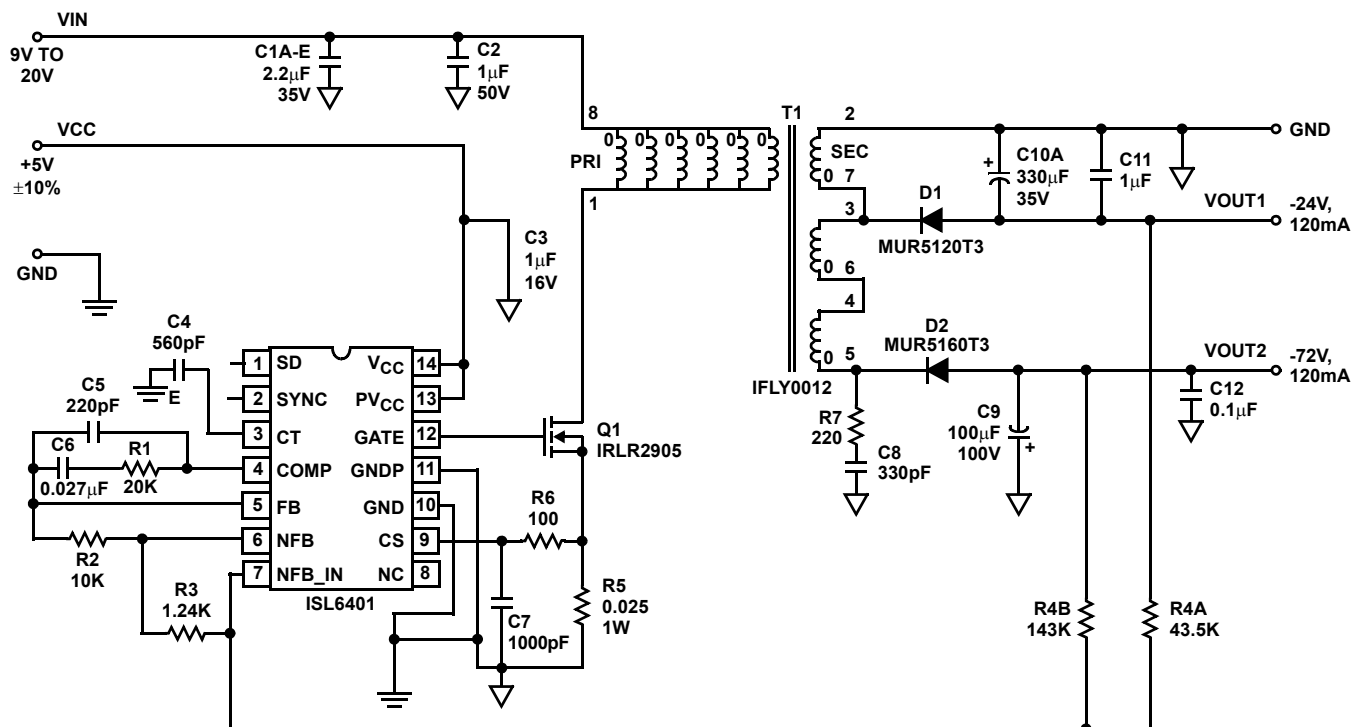 VIN
9V TO
20V
C1A-E
2.2μF
35V
C2
1μF
50V
VCC
+5V
±10%
GND
C3
1μF
16V
8
PRI
0 0 0 0 0 0
1
T1
2
SEC
0 7
3
0 6
4
0 5
IFLY0012
D1
MUR5120T3
D2
MUR5160T3
+
C10A
330μF
35V
C11
1μF
GND
VOUT1
-24V,
120mA
VOUT2
-72V,
120mA
C12
0.1μF
R7
220
C8
330pF
C9
100μF
100V
+
C4
560pF
E
C5
220pF
C6
0.027μF
R1
20K
R2
10K
R3
1.24K
1 SD
2 SYNC
3 CT
4 COMP
5 FB
6 NFB
7 NFB_IN
VCC 14
PVCC 13
GATE 12
GNDP 11
GND 10
CS 9
NC 8
ISL6401
Q1
IRLR2905
R6
100
C7
1000pF
R5
0.025
1W
R4B
143K
R4A
43.5K